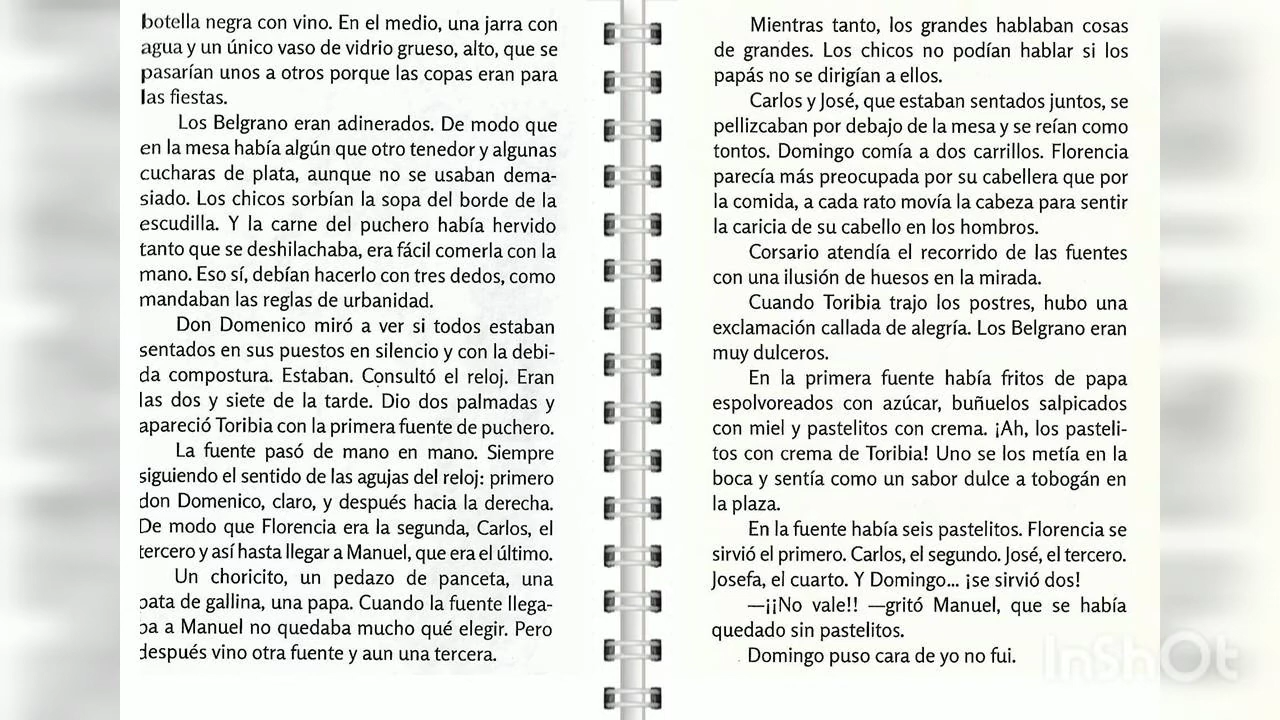 botella negra con vino. En el medio, una jarra con
agua y un único vaso de vidrio grueso, alto, que se
pasarían unos a otros porque las copas eran para
las fiestas.
Los Belgrano eran adinerados. De modo que
en la mesa había algún que otro tenedor y algunas
cucharas de plata, aunque no se usaban dema-
siado. Los chicos sorbían la sopa del borde de la
escudilla. Y la carne del puchero había hervido
tanto que se deshilachaba, era fácil comerla con la
mano. Eso sí, debían hacerlo con tres dedos, como
mandaban las reglas de urbanidad.
Don Domenico miró a ver si todos estaban
sentados en sus puestos en silencio y con la debi-
da compostura. Estaban. Consultó el reloj. Eran
las dos y siete de la tarde. Dio dos palmadas y
apareció Toribia con la primera fuente de puchero.
La fuente pasó de mano en mano. Siempre
siguiendo el sentido de las agujas del reloj: primero
don Domenico, claro, y después hacia la derecha.
De modo que Florencia era la segunda, Carlos, el
tercero y así hasta llegar a Manuel, que era el último.
Un choricito, un pedazo de panceta, una
pata de gallina, una papa. Cuando la fuente llega-
ba a Manuel no quedaba mucho qué elegir. Pero
después vino otra fuente y aun una tercera.
Mientras tanto, los grandes hablaban cosas
de grandes. Los chicos no podían hablar si los
papás no se dirigían a ellos.
Carlos y José, que estaban sentados juntos, se
pellizcaban por debajo de la mesa y se reían como
tontos. Domingo comía a dos carrillos. Florencia
parecía más preocupada por su cabellera que por
la comida, a cada rato movía la cabeza para sentir
la caricia de su cabello en los hombros.
Corsario atendía el recorrido de las fuentes
con una ilusión de huesos en la mirada.
Cuando Toribia trajo los postres, hubo una
exclamación callada de alegría. Los Belgrano eran
muy dulceros.
En la primera fuente había fritos de papa
espolvoreados con azúcar, buñuelos salpicados
con miel y pastelitos con crema. ¡Ah, los pasteli-
tos con crema de Toribia! Uno se los metía en la
boca y sentía como un sabor dulce a tobogán en
la plaza.
En la fuente había seis pastelitos. Florencia se
sirvió el primero. Carlos, el segundo. José, el tercero.
Josefa, el cuarto. Y Domingo... ¡se sirvió dos!
—¡¡No vale!! —gritó Manuel, que se había
quedado sin pastelitos.
Domingo puso cara de yo no fui.
InShOt